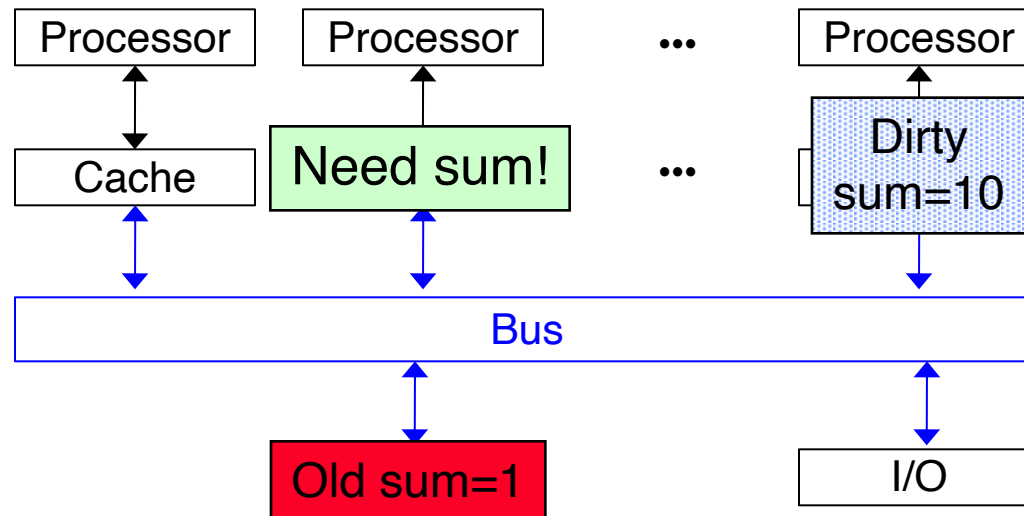 Processor
Processor
...
Processor
Cache
Need sum!
...
Dirty
sum=10
Bus
Old sum=1
I/O